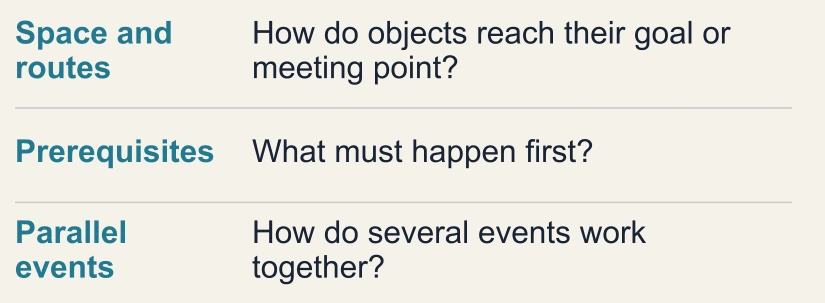 Space and
routes
How do objects reach their goal or
meeting point?
Prerequisites
What must happen first?
Parallel
events
How do several events work
together?